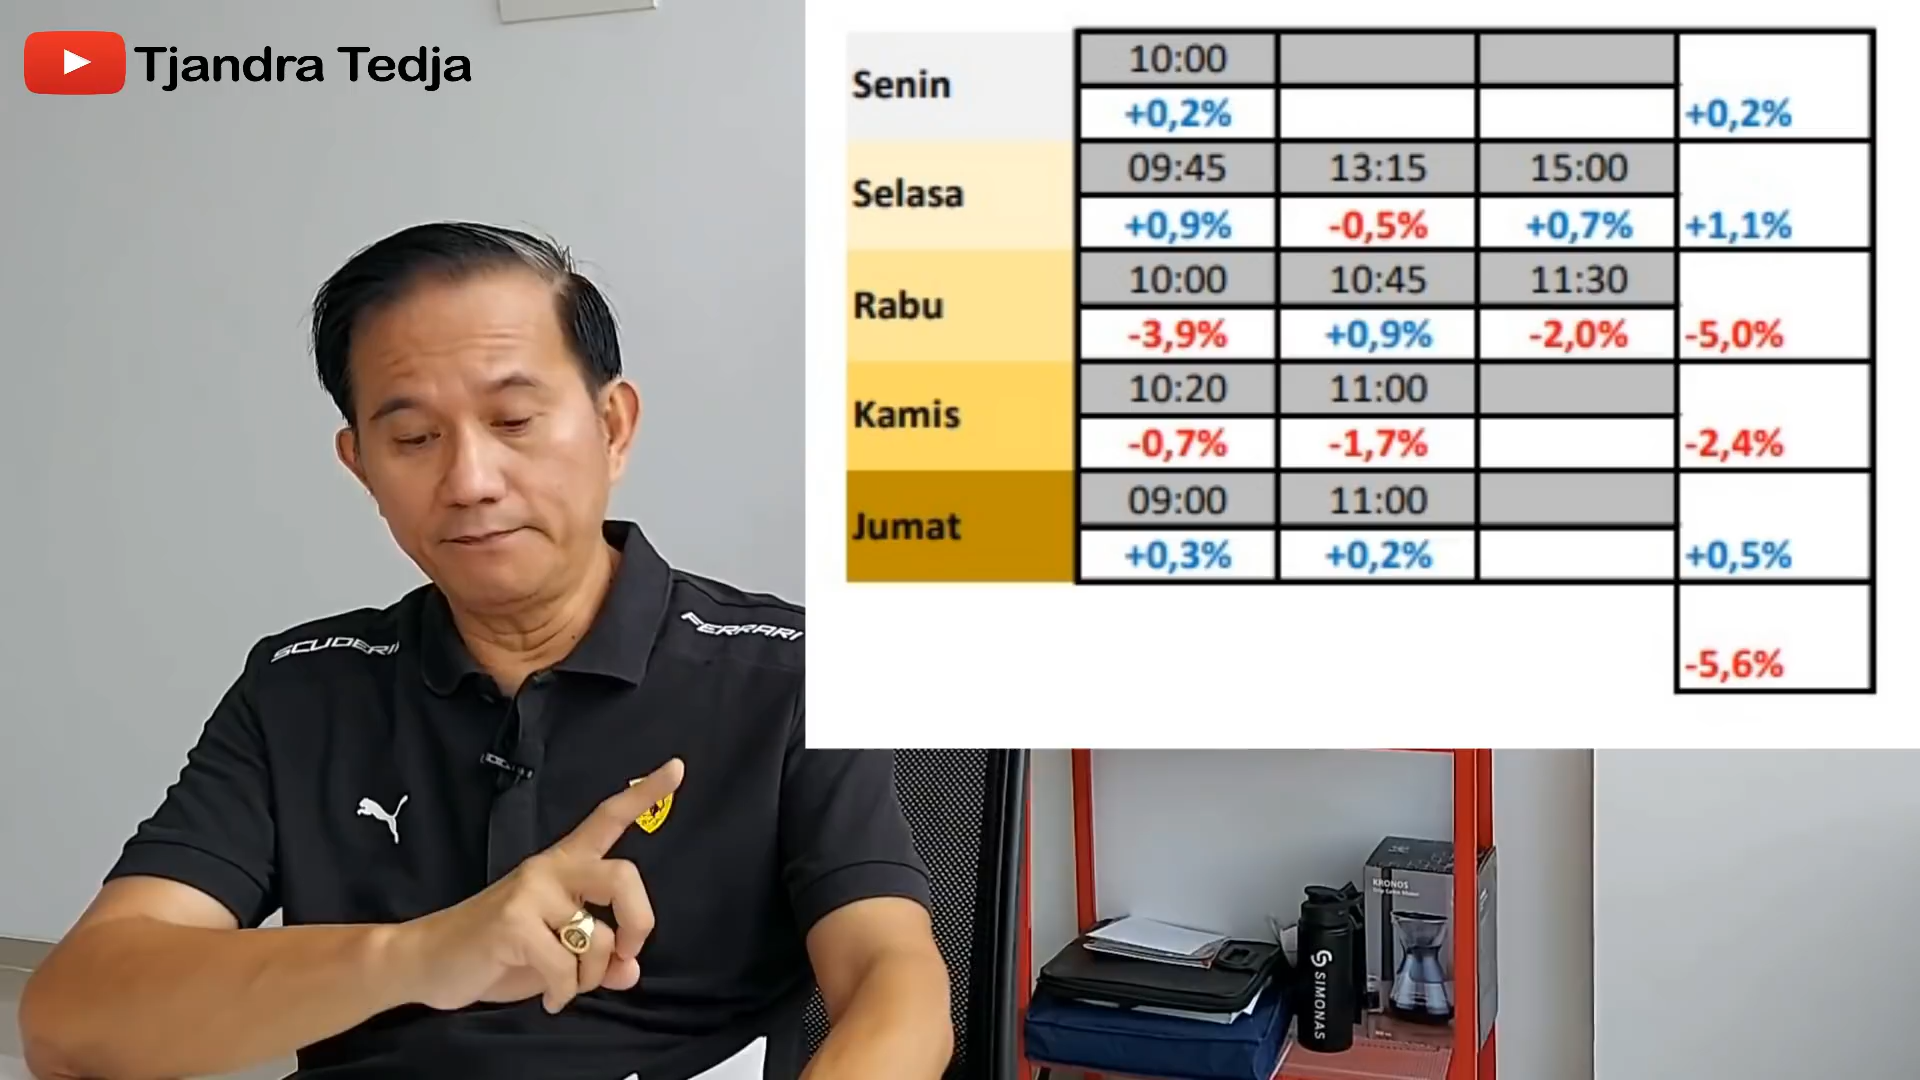 Tjandra Tedja
Senin 10:00
+0,2% +0,2%
Selasa 09:45 13:15 15:00
+0,9% -0,5% +0,7% +1,1%
Rabu 10:00 10:45 11:30
-3,9% +0,9% -2,0% -5,0%
Kamis 10:20 11:00
-0,7% -1,7% -2,4%
Jumat 09:00 11:00
+0,3% +0,2% +0,5%
-5,6%
SCUDERI
FERRARI
KRONOS
SIMONAS